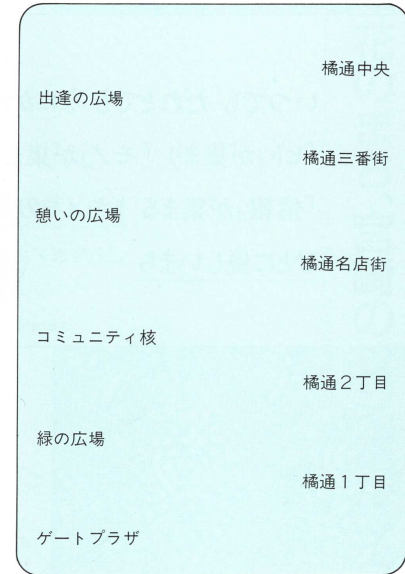 橘通中央
出逢の広場
橘通三番街
憩いの広場
橘通名店街
コミュニティ核
橘通2丁目
緑の広場
橘通1丁目
ゲートプラザ